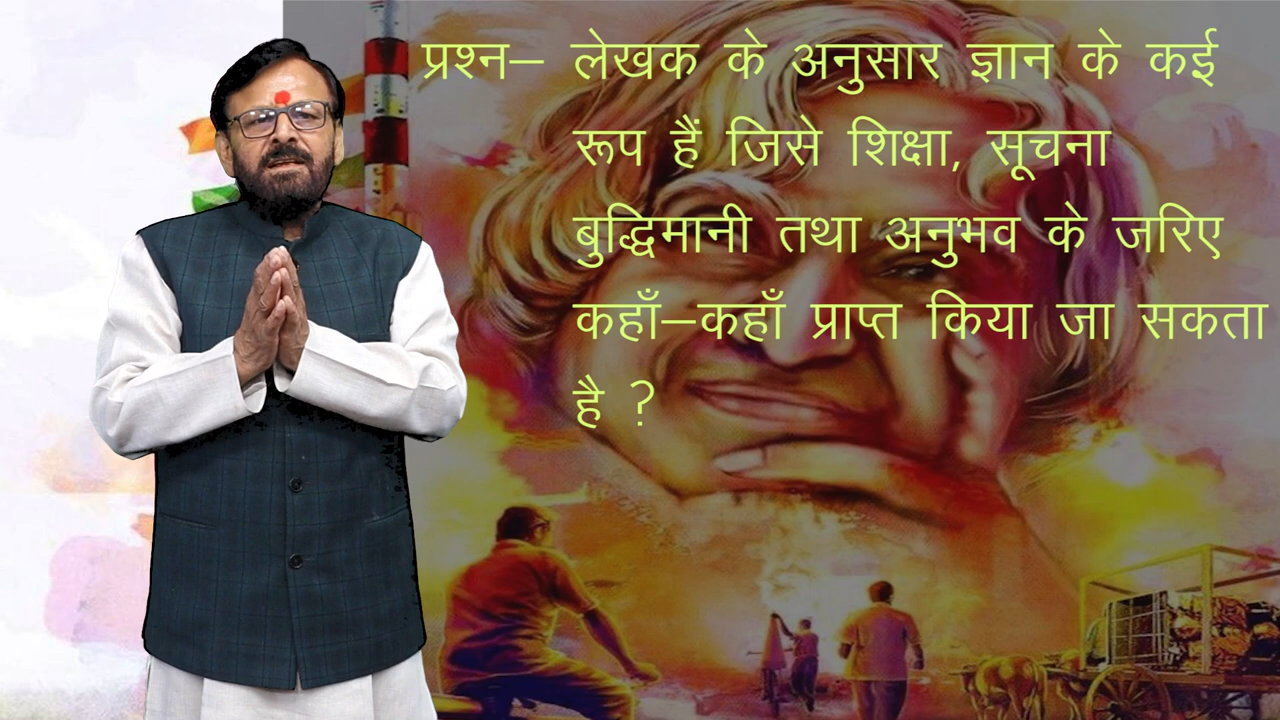 प्रश्न– लेखक के अनुसार ज्ञान के कई
रूप हैं जिसे शिक्षा, सूचना
बुद्धिमानी तथा अनुभव के जरिए
कहाँ–कहाँ प्राप्त किया जा सकता
है ?